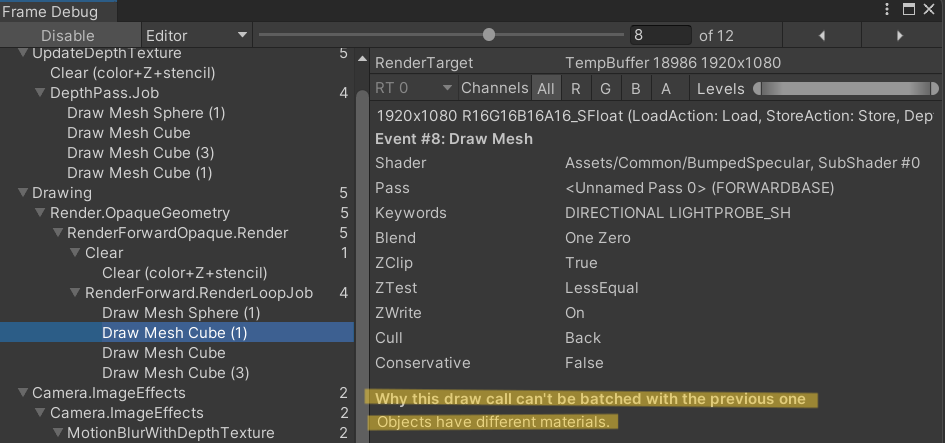 Frame Debug
Disable Editor 8 of 12
UpdateDepthTexture 5
Clear (color+Z+stencil)
DepthPass.Job 4
Draw Mesh Sphere (1)
Draw Mesh Cube
Draw Mesh Cube (3)
Draw Mesh Cube (1)
Drawing 5
Render.OpaqueGeometry 5
RenderForwardOpaque.Render 5
Clear 1
Clear (color+Z+stencil)
RenderForward.RenderLoopJob 4
Draw Mesh Sphere (1)
Draw Mesh Cube (1)
Draw Mesh Cube
Draw Mesh Cube (3)
Camera.ImageEffects 2
Camera.ImageEffects 2
MotionBlurWithDepthTexture 2
RenderTarget TempBuffer 18986 1920x1080
RT 0 Channels All R G B A Levels
1920x1080 R16G16B16A16_SFloat (LoadAction: Load, StoreAction: Store, Dept
Event #8: Draw Mesh
Shader Assets/Common/BumpedSpecular, SubShader #0
Pass <Unnamed Pass 0> (FORWARDBASE)
Keywords DIRECTIONAL LIGHTPROBE_SH
Blend One Zero
ZClip True
ZTest LessEqual
ZWrite On
Cull Back
Conservative False
Why this draw call can't be batched with the previous one
Objects have different materials.